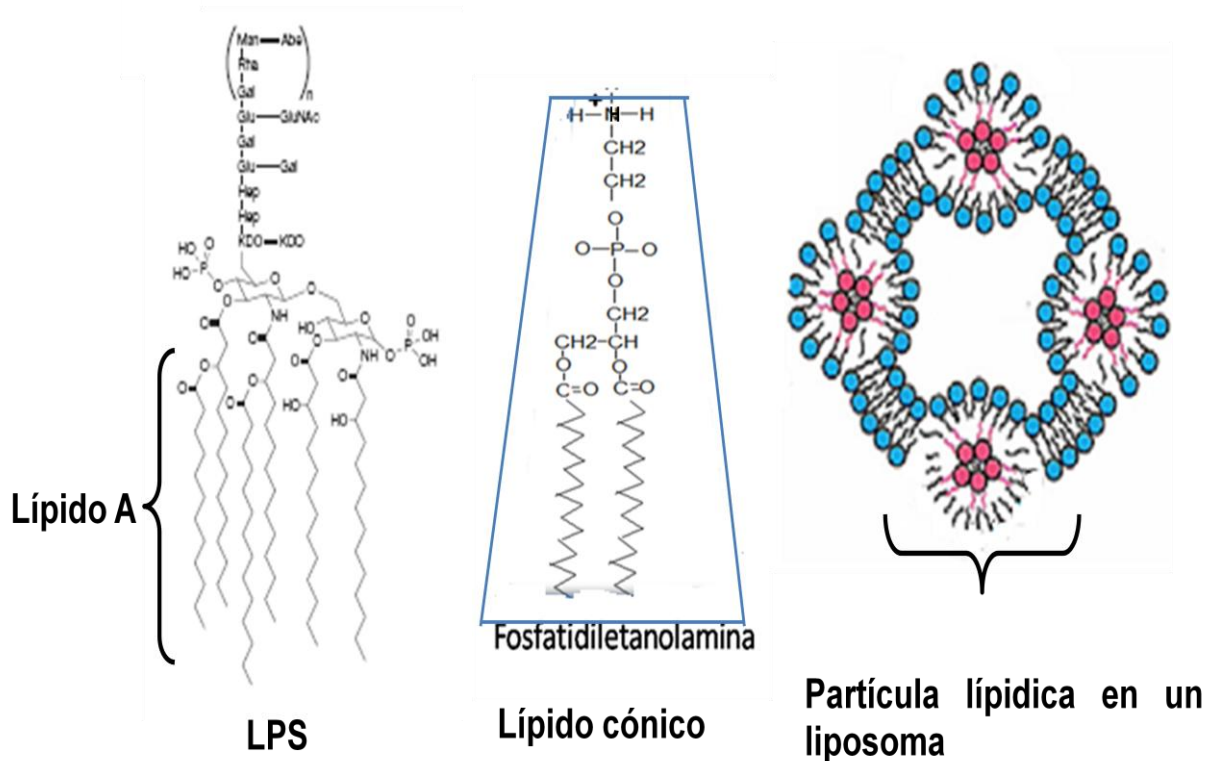 Man Abe
Rha
Gal n
Glu GluNAc
Gal
Glu Gal
Hep
Hep
KDO KDO
HO O
HO P O
O
O
O O NH
O O
HO O
O O P OH
NH OH
O O
O O
HO
HO
Lípido A
LPS
+
H N H
CH2
CH2
O
O P O
O
CH2
CH2 CH
O O
C=O C=O
Fosfatidiletanolamina
Lípido cónico
Partícula lípidica en un
liposoma